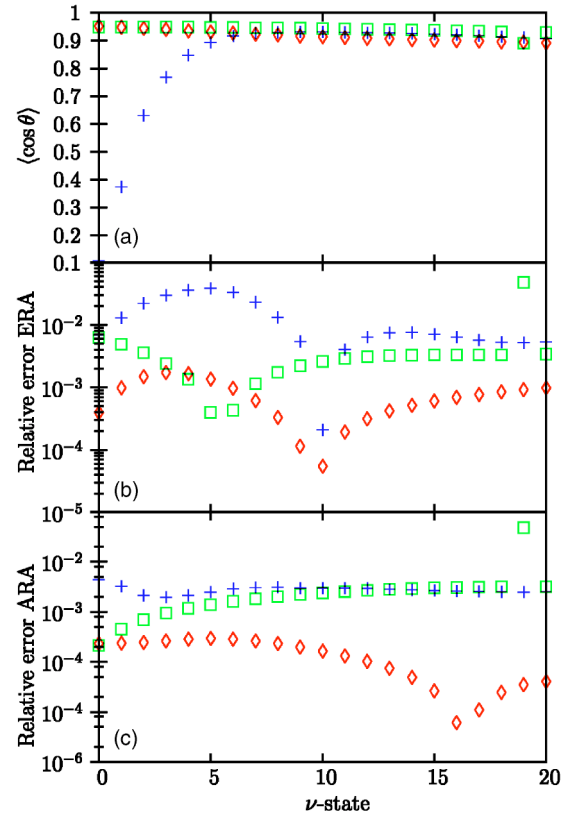 1
0.9
0.8
0.7
0.6
0.5
0.4
0.3
0.2
0.1
⟨cos θ⟩
(a)
10⁻²
10⁻³
10⁻⁴
10⁻⁵
Relative error ERA
(b)
10⁻²
10⁻³
10⁻⁴
10⁻⁵
10⁻⁶
Relative error ARA
(c)
0 5 10 15 20
ν-state